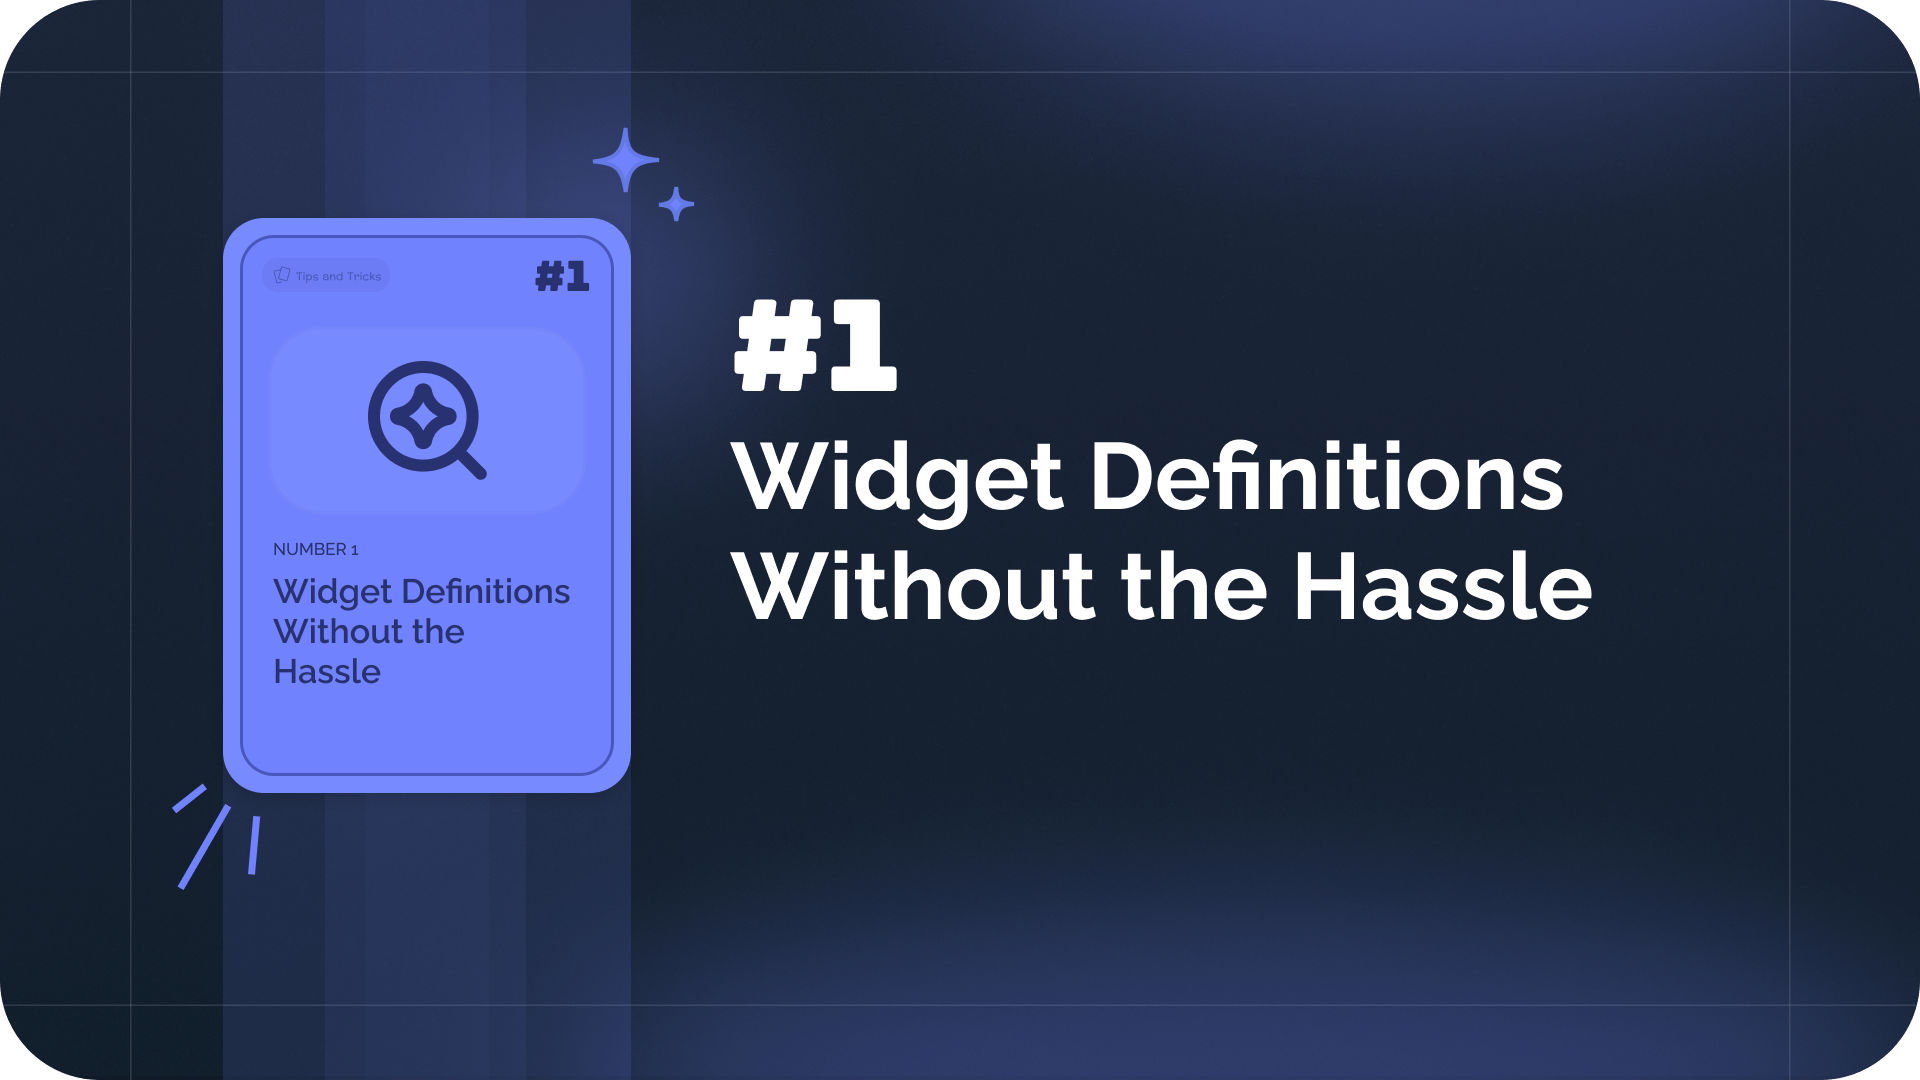 Tips and Tricks
#1
NUMBER 1
Widget Definitions
Without the
Hassle
#1
Widget Definitions
Without the Hassle